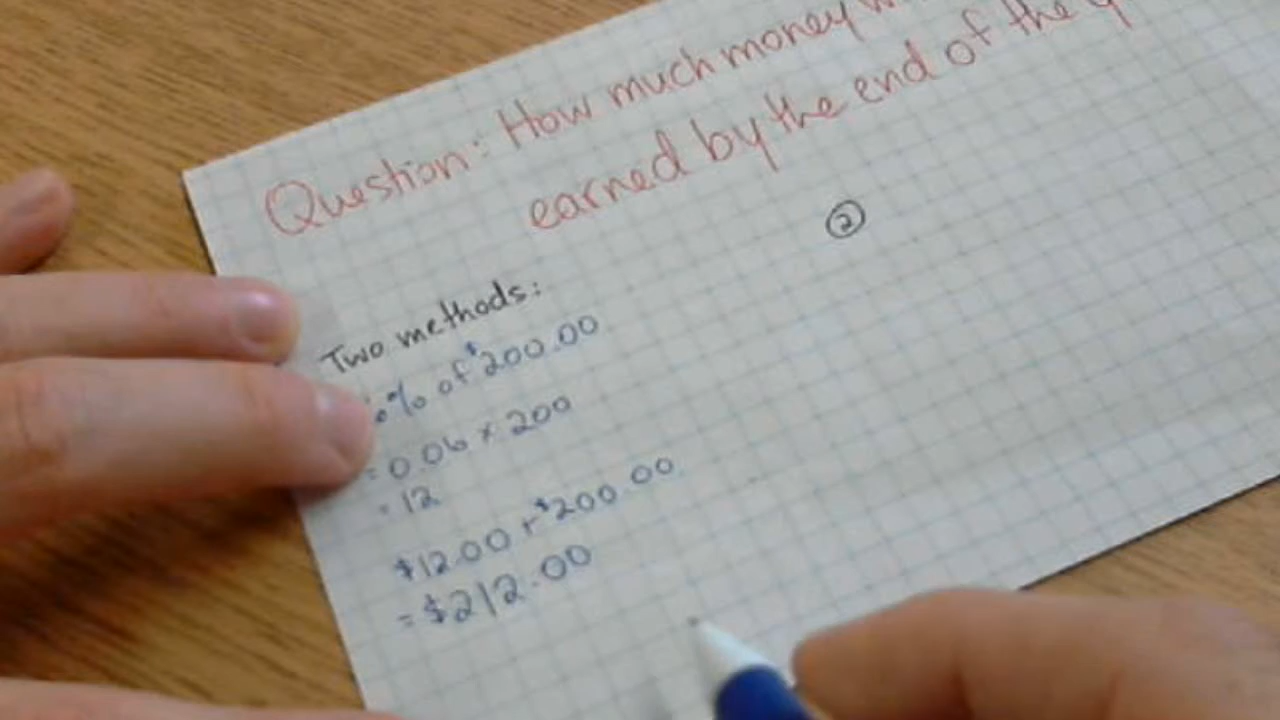 Question: How much money
earned by the end of the
②
Two methods:
% of $200.00
= 0.06 x 200
= 12
$12.00 + $200.00
= $212.00